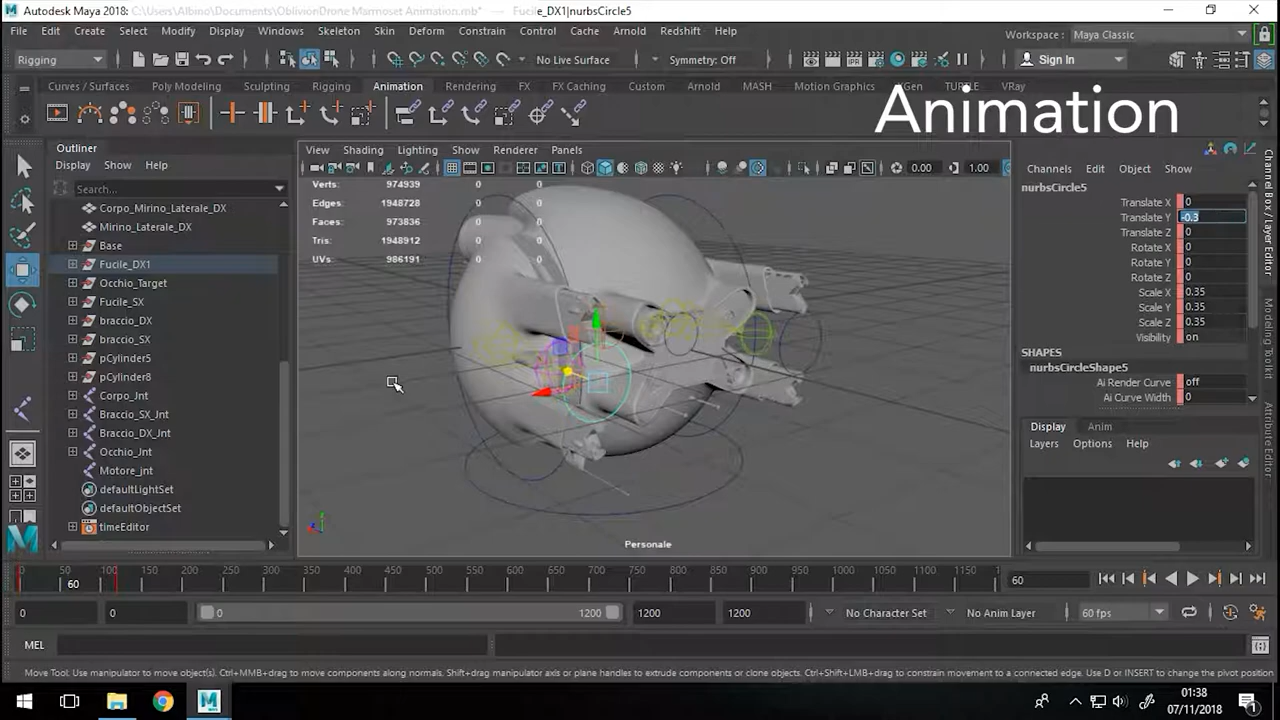 Autodesk Maya 2018: C:\Users\Albino\Documents\OblivionDrone Marmoset Animation.mb* - Fucile_DX1|nurbsCircle5
File Edit Create Select Modify Display Windows Skeleton Skin Deform Constrain Control Cache Arnold Redshift Help
Workspace : Maya Classic
Rigging No Live Surface Symmetry: Off Sign In
Curves / Surfaces Poly Modeling Sculpting Rigging Animation Rendering FX FX Caching Custom Arnold MASH Motion Graphics XGen TURTLE VRay
Animation
Outliner
Display Show Help
Search...
Corpo_Mirino_Laterale_DX
Mirino_Laterale_DX
Base
Fucile_DX1
Occhio_Target
Fucile_SX
braccio_DX
braccio_SX
pCylinder5
pCylinder8
Corpo_Jnt
Braccio_SX_Jnt
Braccio_DX_Jnt
Occhio_Jnt
Motore_jnt
defaultLightSet
defaultObjectSet
timeEditor
View Shading Lighting Show Renderer Panels
0.00 1.00
Verts: 974939 0 0
Edges: 1948728 0 0
Faces: 973836 0 0
Tris: 1948912 0 0
UVs: 986191 0 0
Personale
Channels Edit Object Show
nurbsCircle5
Translate X 0
Translate Y -0.3
Translate Z 0
Rotate X 0
Rotate Y 0
Rotate Z 0
Scale X 0.35
Scale Y 0.35
Scale Z 0.35
Visibility on
SHAPES
nurbsCircleShape5
Ai Render Curve off
Ai Curve Width 0
Display Anim
Layers Options Help
Channel Box / Layer Editor
Modeling Toolkit
Attribute Editor
0 50 100 150 200 250 300 350 400 450 500 550 600 650 700 750 800 850 900 950 1000 1050 1100 1150
60
60
0 0 0 1200 1200 1200 No Character Set No Anim Layer 60 fps
MEL
Move Tool: Use manipulator to move object(s). Ctrl+MMB+drag to move components along normals. Shift+drag manipulator axis or plane handles to extrude components or clone objects. Ctrl+Shift+LMB+drag to constrain movement to a connected edge. Use D or INSERT to change the pivot position
01:38
07/11/2018
1